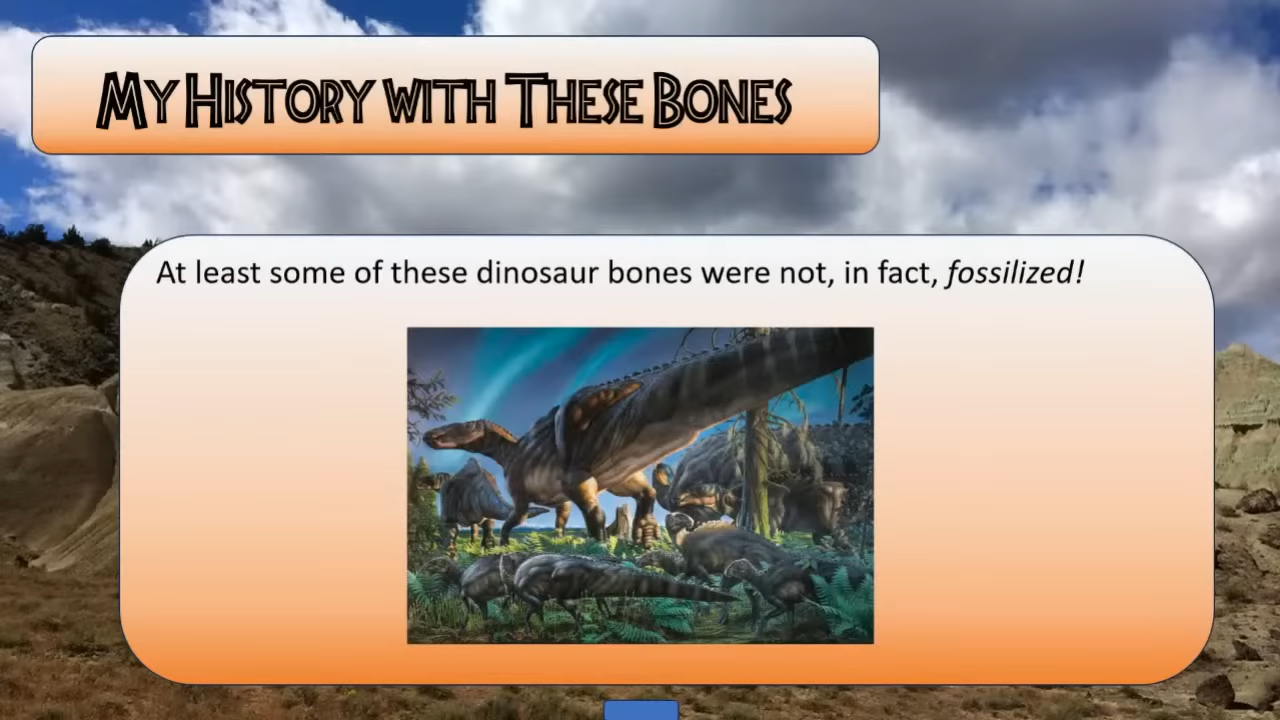 My History with These Bones
At least some of these dinosaur bones were not, in fact, fossilized!